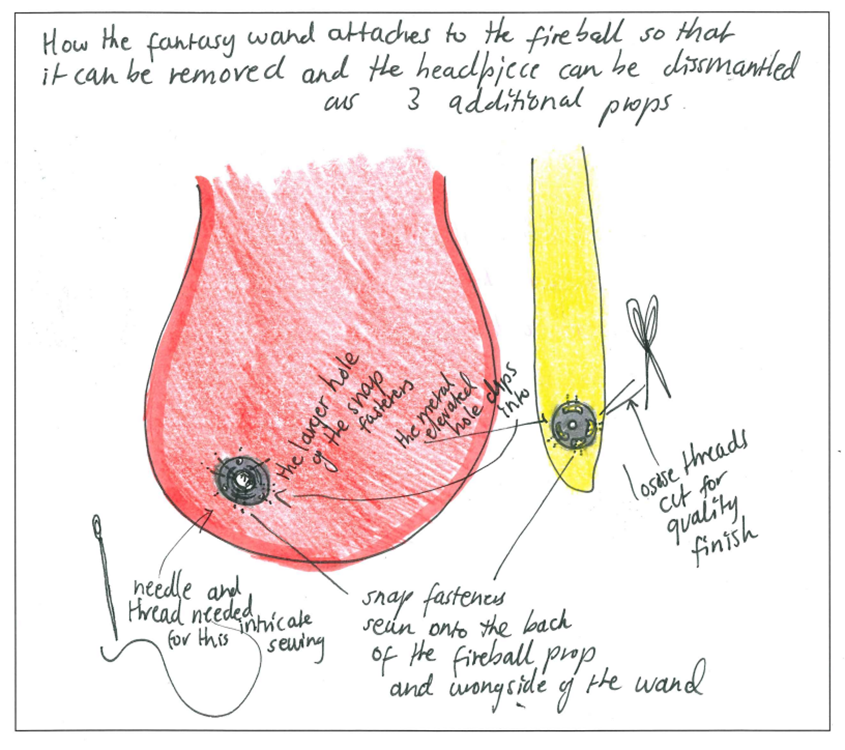 How the fantasy wand attaches to the fireball so that
it can be removed and the headpiece can be dissmantled
as 3 additional props.
the larger hole
of the snap
fasteners
the metal
elevated
hole clips
into
loose threads
cut for
quality
finish
needle and
thread needed
for this intricate
sewing
snap fasteners
sewn onto the back
of the fireball prop
and wrongside of the wand